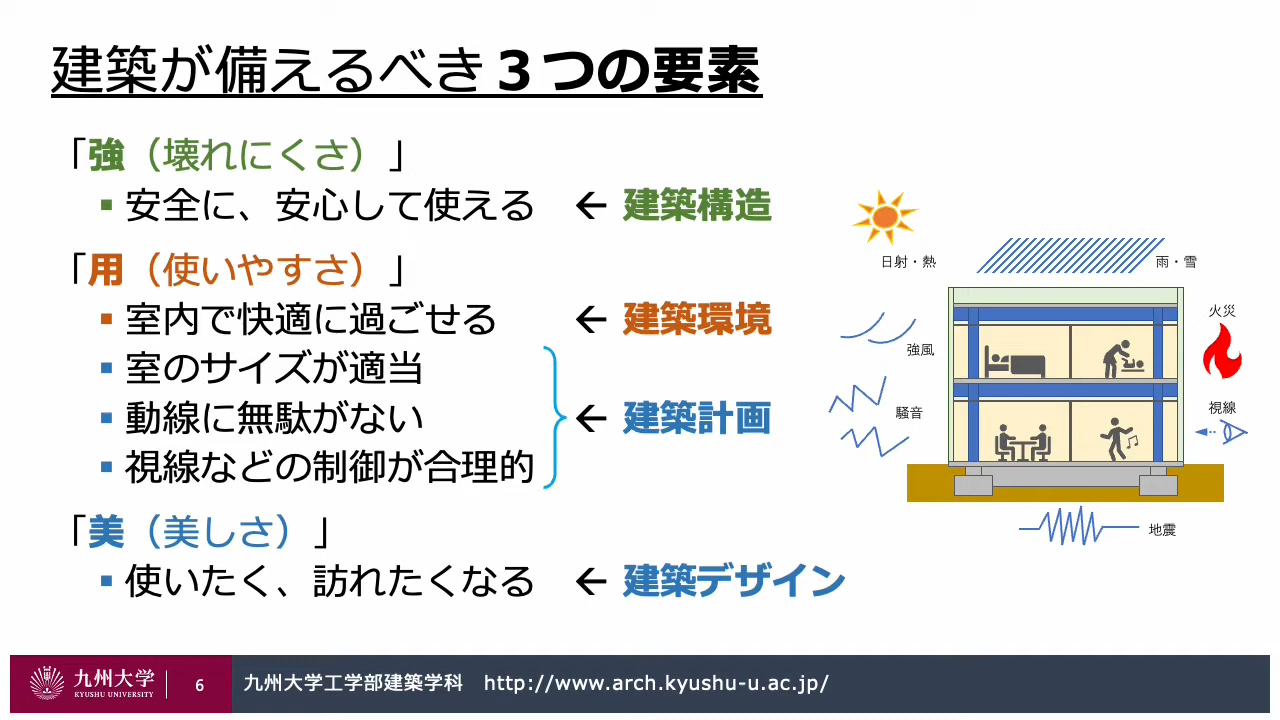 建築が備えるべき３つの要素
「強（壊れにくさ）」
▪ 安全に、安心して使える ← 建築構造
「用（使いやすさ）」
▪ 室内で快適に過ごせる ← 建築環境
▪ 室のサイズが適当
▪ 動線に無駄がない ← 建築計画
▪ 視線などの制御が合理的
「美（美しさ）」
▪ 使いたく、訪れたくなる ← 建築デザイン
日射・熱
雨・雪
火災
強風
視線
騒音
地震
九州大学
KYUSHU UNIVERSITY
6
九州大学工学部建築学科 http://www.arch.kyushu-u.ac.jp/